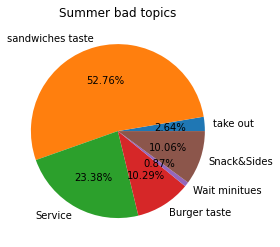 Summer bad topics
sandwiches taste
52.76%
take out
2.64%
10.06%
Snack&Sides
0.87%
Wait minitues
10.29%
Burger taste
23.38%
Service